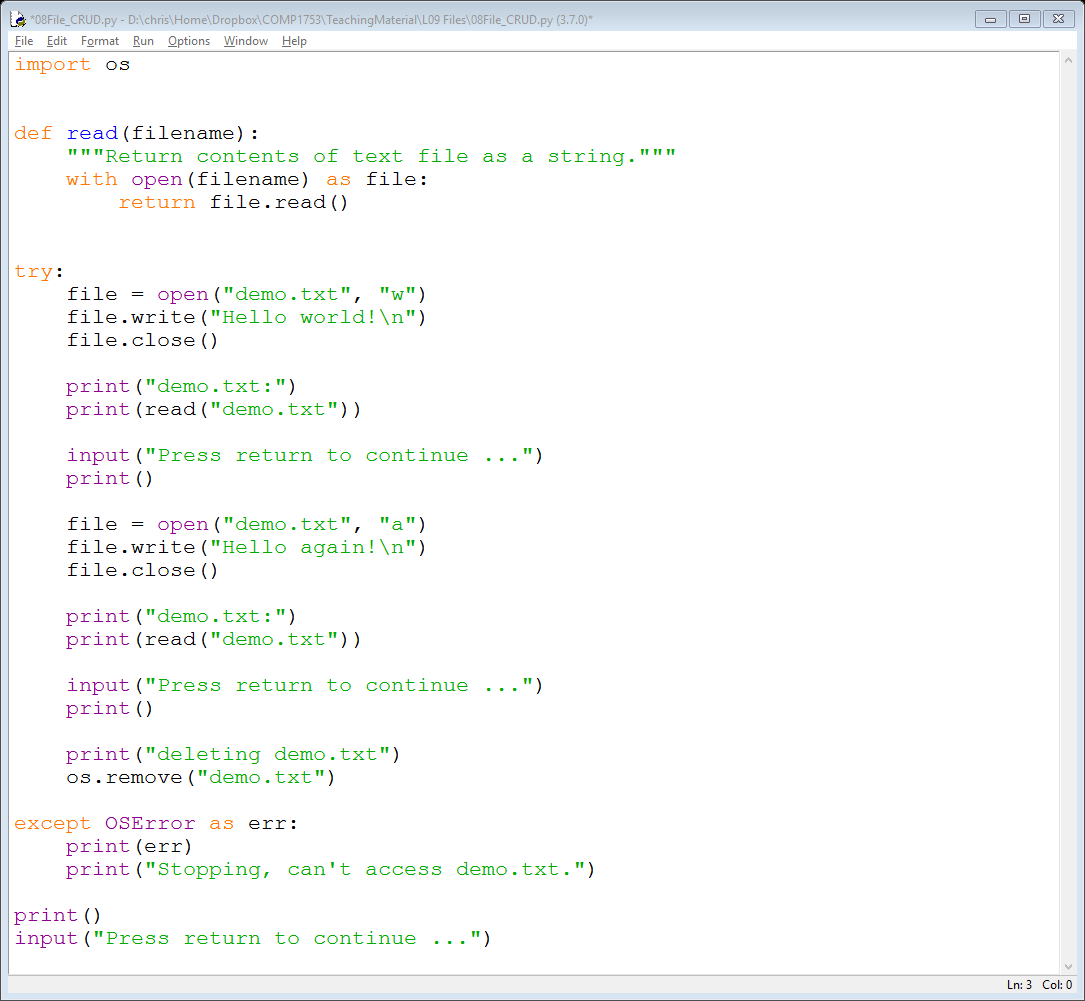 *08File_CRUD.py - D:\chris\Home\Dropbox\COMP1753\TeachingMaterial\L09 Files\08File_CRUD.py (3.7.0)*
File Edit Format Run Options Window Help
import os
def read(filename):
    """Return contents of text file as a string."""
    with open(filename) as file:
        return file.read()
try:
    file = open("demo.txt", "w")
    file.write("Hello world!\n")
    file.close()
    print("demo.txt:")
    print(read("demo.txt"))
    input("Press return to continue ...")
    print()
    file = open("demo.txt", "a")
    file.write("Hello again!\n")
    file.close()
    print("demo.txt:")
    print(read("demo.txt"))
    input("Press return to continue ...")
    print()
    print("deleting demo.txt")
    os.remove("demo.txt")
except OSError as err:
    print(err)
    print("Stopping, can't access demo.txt.")
print()
input("Press return to continue ...")
Ln: 3 Col: 0